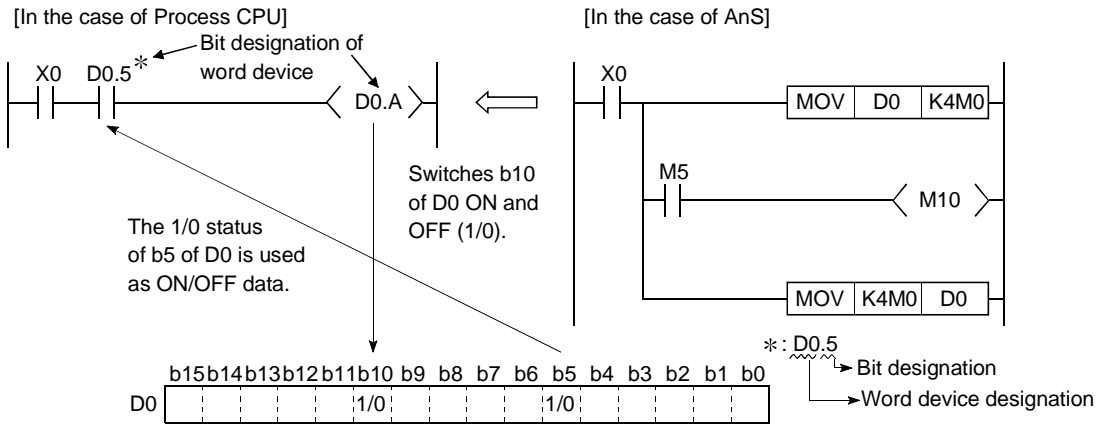 [In the case of Process CPU]
Bit designation of
word device
X0 D0.5 *
D0.A
Switches b10
of D0 ON and
OFF (1/0).
The 1/0 status
of b5 of D0 is used
as ON/OFF data.
[In the case of AnS]
X0
MOV D0 K4M0
M5
M10
MOV K4M0 D0
* : D0.5
Bit designation
Word device designation
b15 b14 b13 b12 b11 b10 b9 b8 b7 b6 b5 b4 b3 b2 b1 b0
D0 1/0 1/0